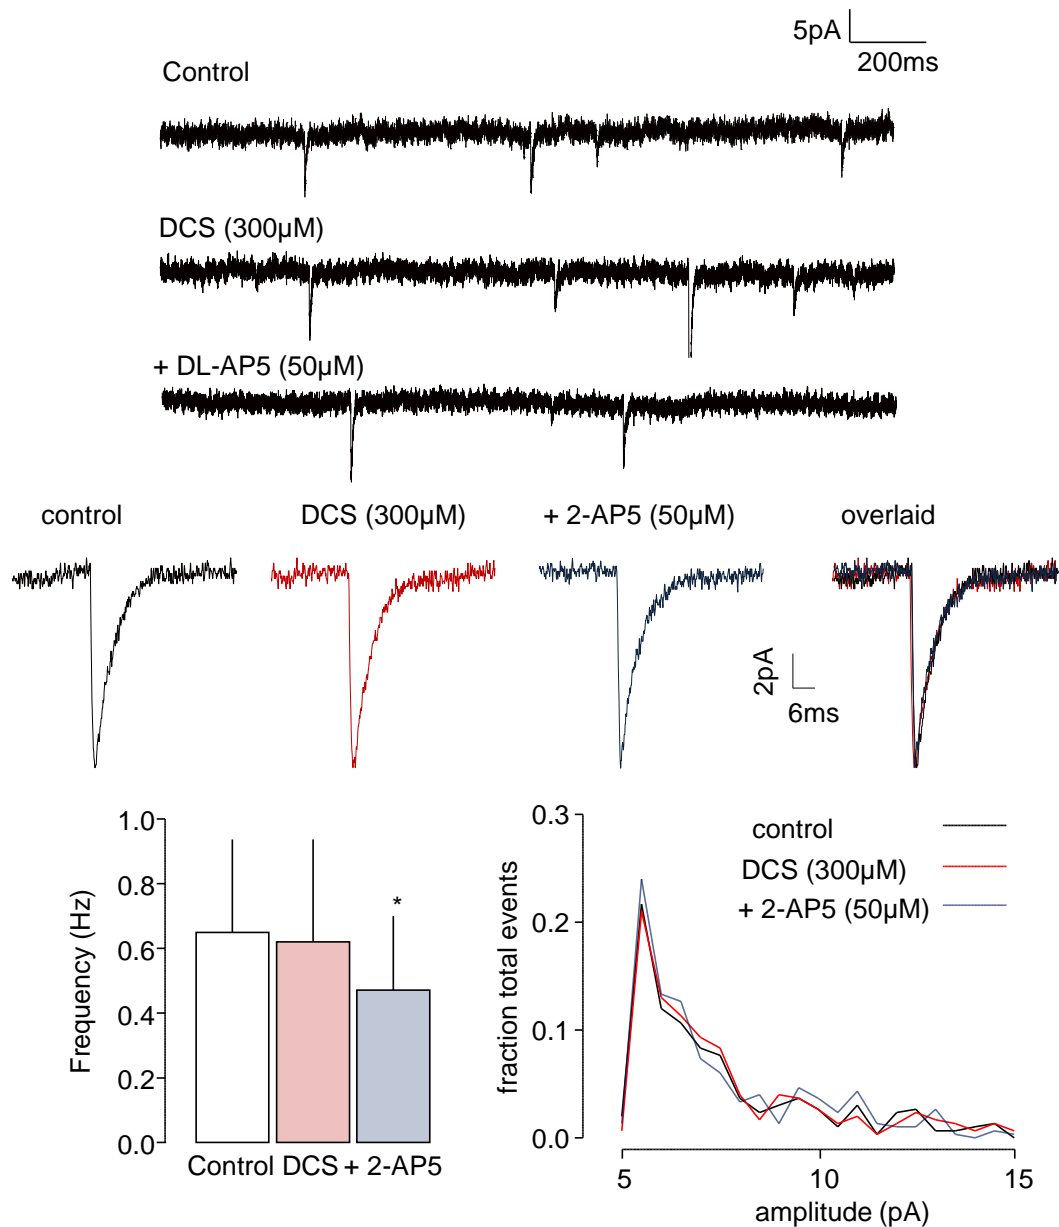 5pA
200ms
Control
DCS (300µM)
+ DL-AP5 (50µM)
control DCS (300µM) + 2-AP5 (50µM) overlaid
2pA
6ms
Frequency (Hz)
1.0
0.8
0.6
0.4
0.2
0.0
*
Control DCS + 2-AP5
fraction total events
0.3
0.2
0.1
0.0
control
DCS (300µM)
+ 2-AP5 (50µM)
5 10 15
amplitude (pA)